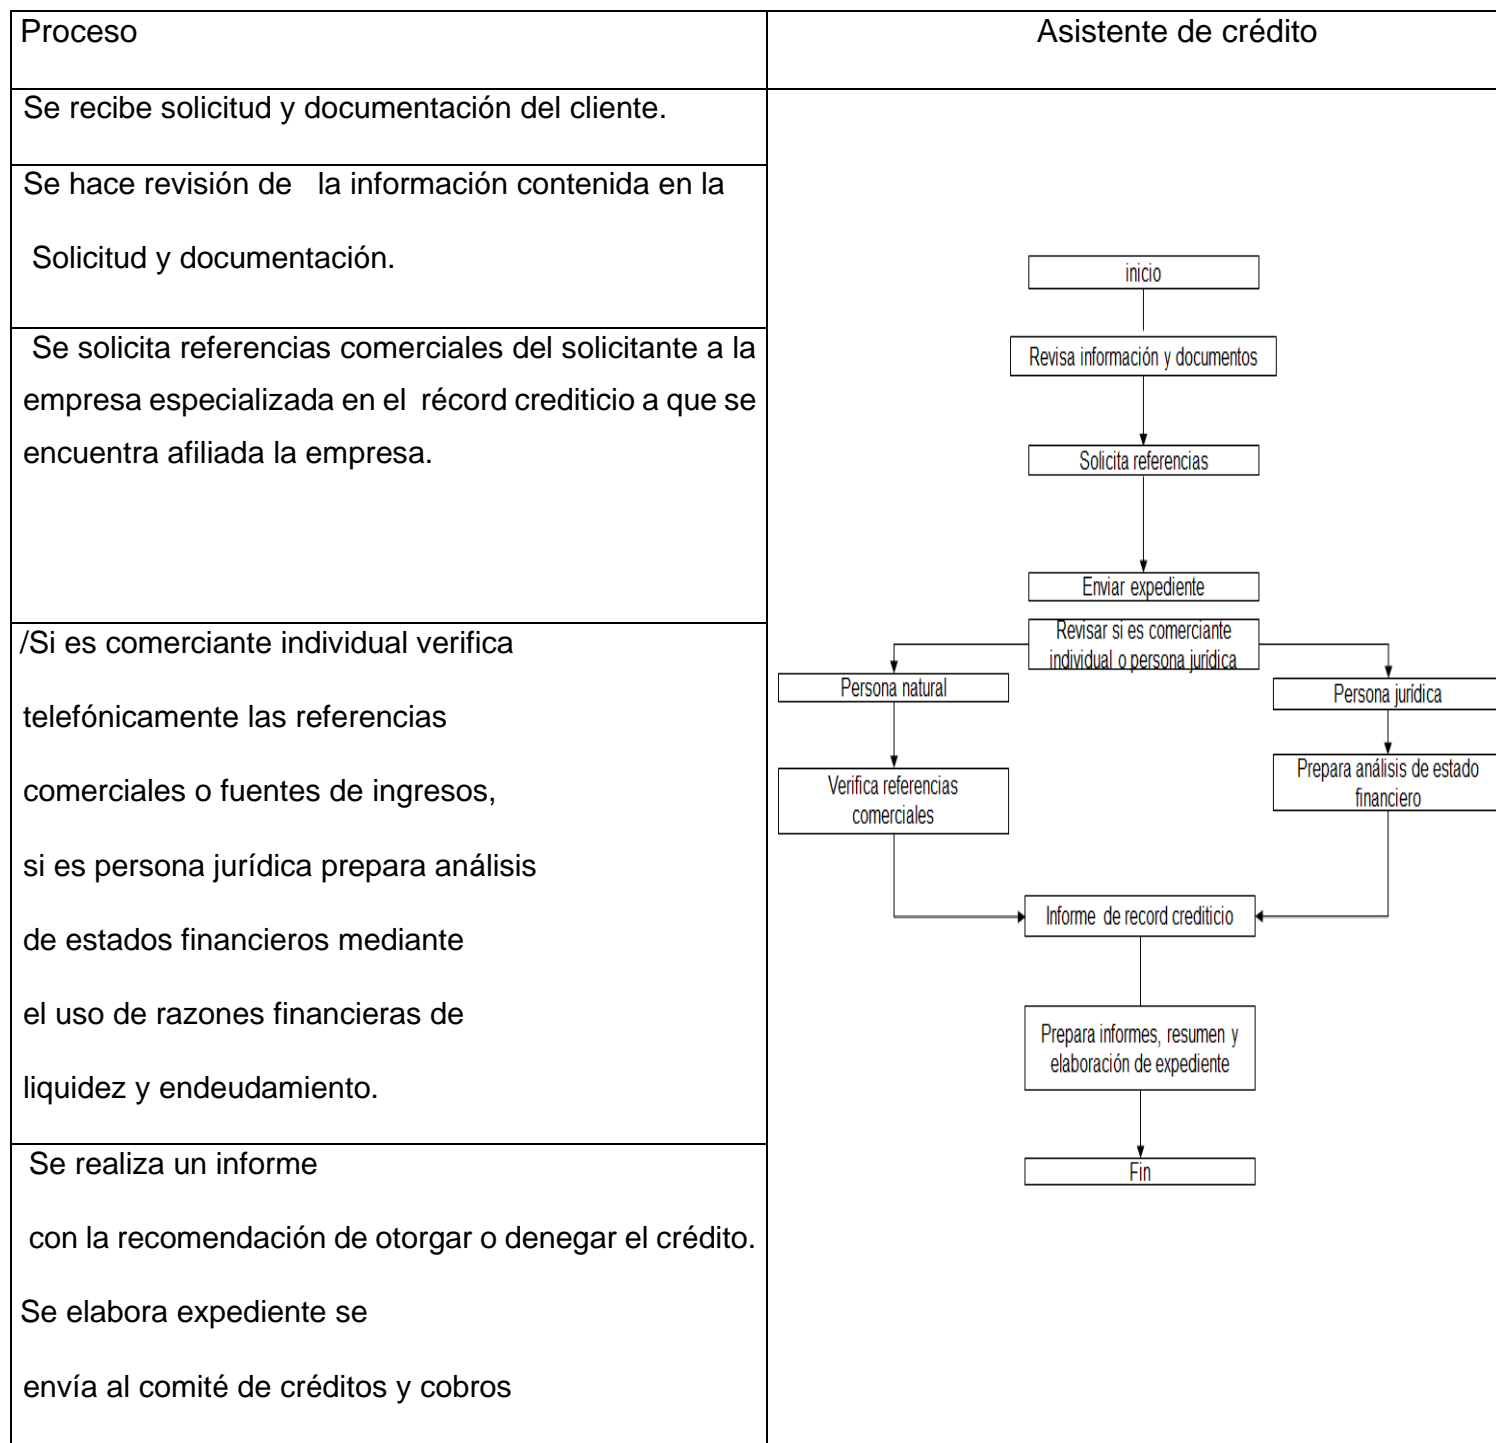 Proceso
Asistente de crédito
Se recibe solicitud y documentación del cliente.
Se hace revisión de la información contenida en la
Solicitud y documentación.
Se solicita referencias comerciales del solicitante a la
empresa especializada en el récord crediticio a que se
encuentra afiliada la empresa.
/Si es comerciante individual verifica
telefónicamente las referencias
comerciales o fuentes de ingresos,
si es persona jurídica prepara análisis
de estados financieros mediante
el uso de razones financieras de
liquidez y endeudamiento.
Se realiza un informe
con la recomendación de otorgar o denegar el crédito.
Se elabora expediente se
envía al comité de créditos y cobros
inicio
Revisa información y documentos
Solicita referencias
Enviar expediente
Revisar si es comerciante
individual o persona jurídica
Persona natural
Persona jurídica
Verifica referencias
comerciales
Prepara análisis de estado
financiero
Informe de record crediticio
Prepara informes, resumen y
elaboración de expediente
Fin